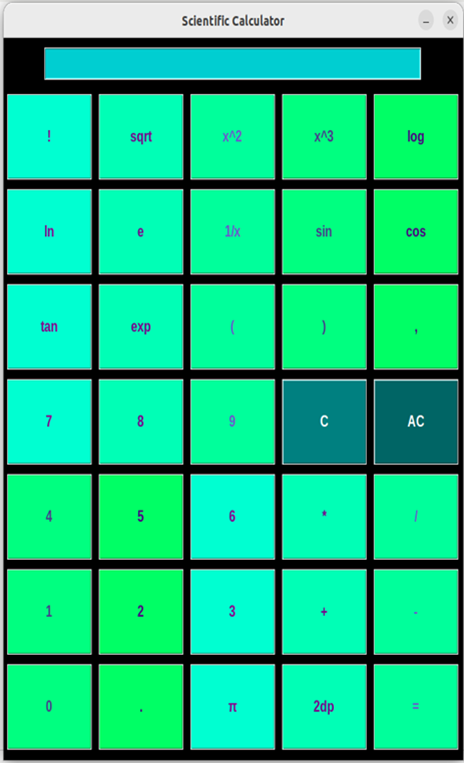 Scientific Calculator
! sqrt x^2 x^3 log
ln e 1/x sin cos
tan exp ( ) ,
7 8 9 C AC
4 5 6 * /
1 2 3 + -
0 . π 2dp =